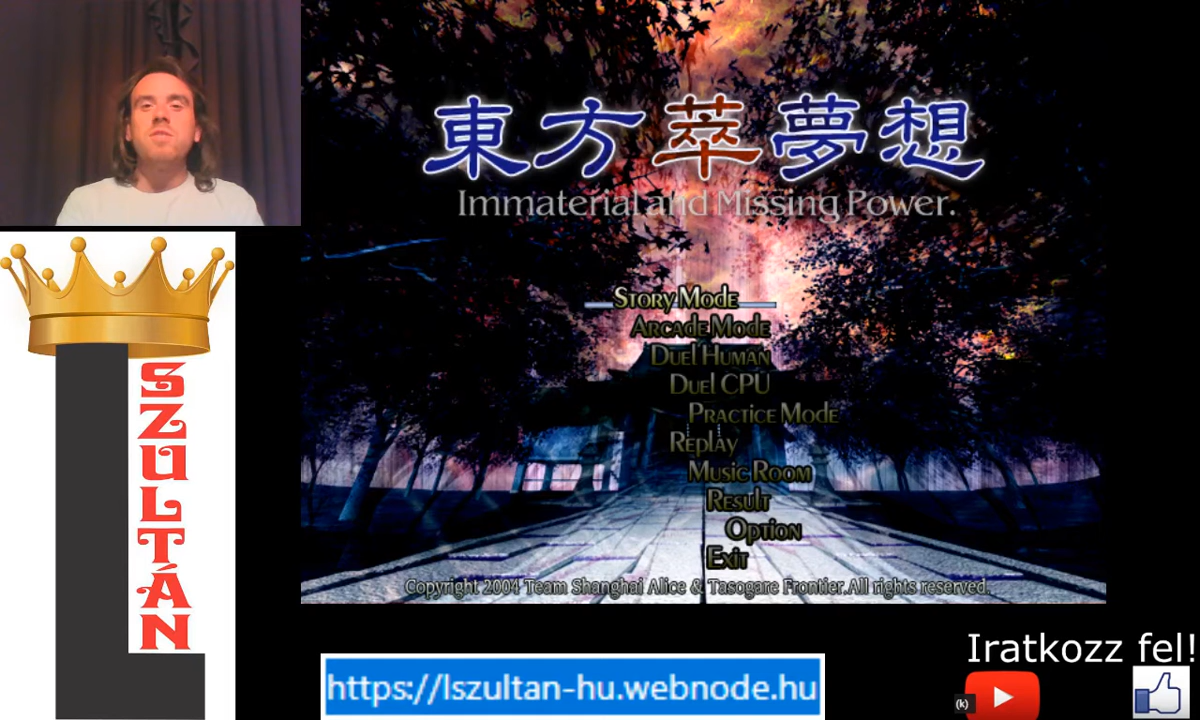 東方萃夢想
Immaterial and Missing Power.
Story Mode
Arcade Mode
Duel Human
Duel CPU
Practice Mode
Replay
Music Room
Result
Option
Exit
Copyright 2004 Team Shanghai Alice & Tasogare Frontier.All rights reserved.
L
SZULTÁN
https://lszultan-hu.webnode.hu
Iratkozz fel!
(k)